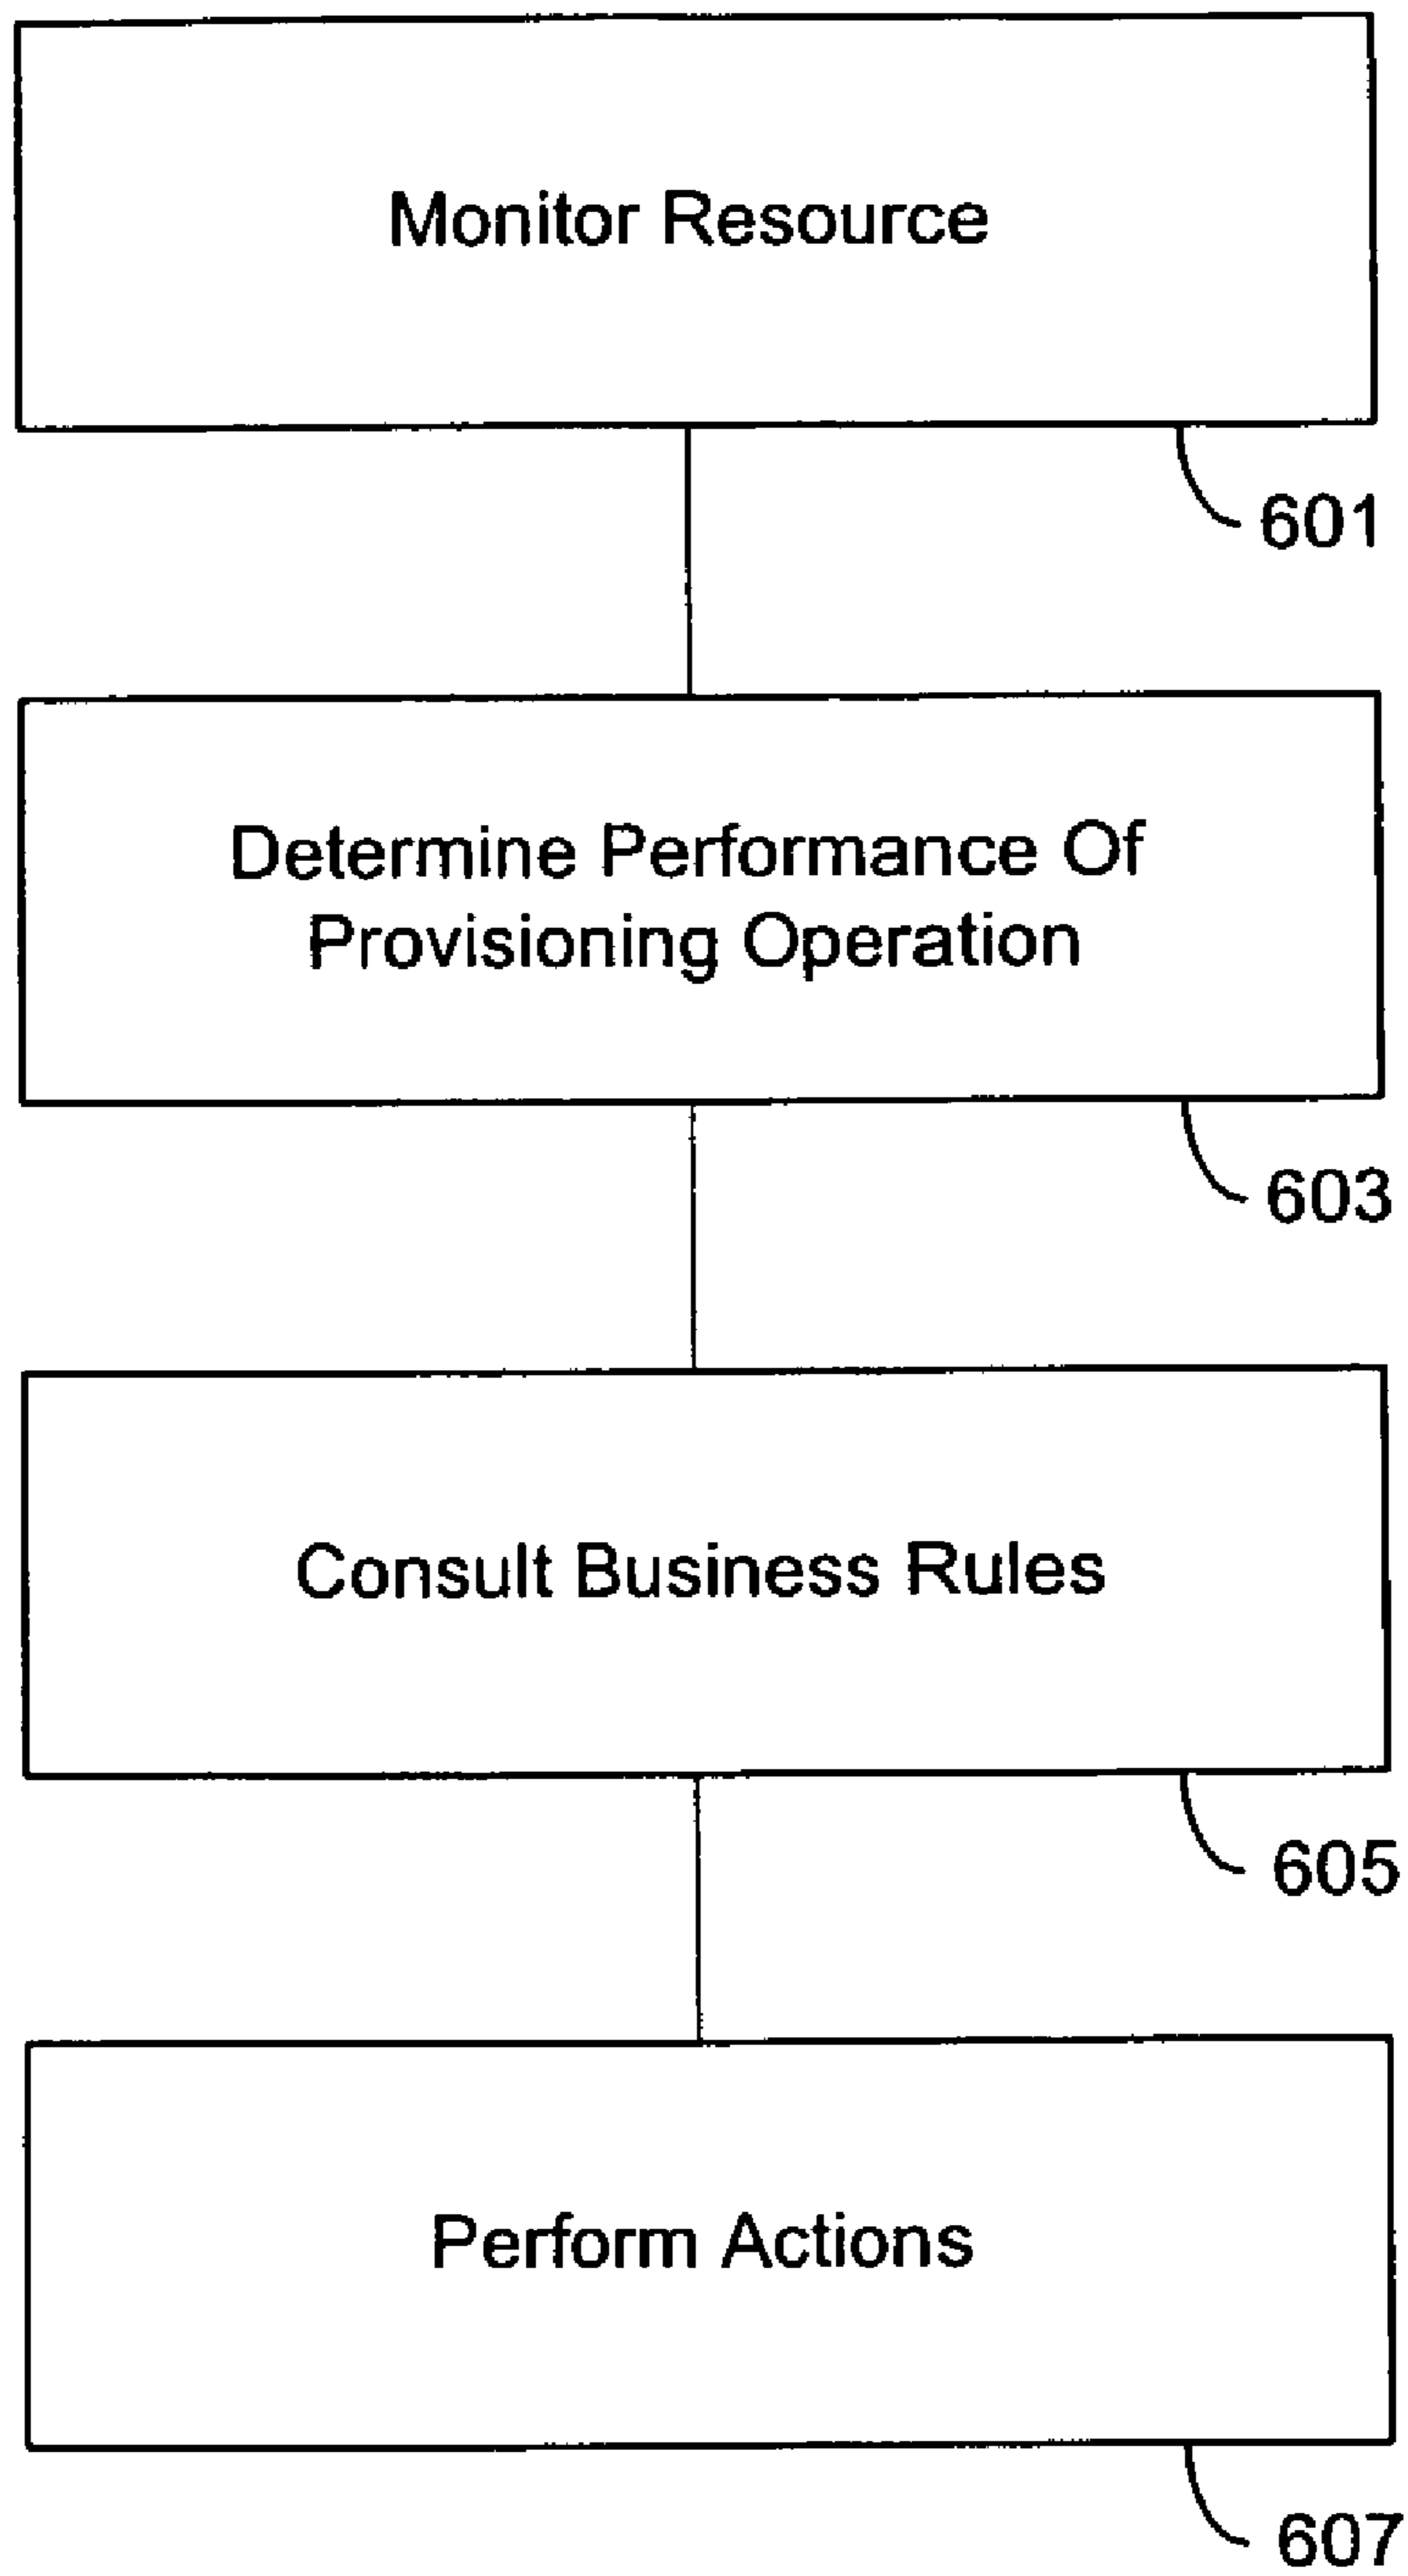 Monitor Resource
601
Determine Performance Of
Provisioning Operation
603
Consult Business Rules
605
Perform Actions
607